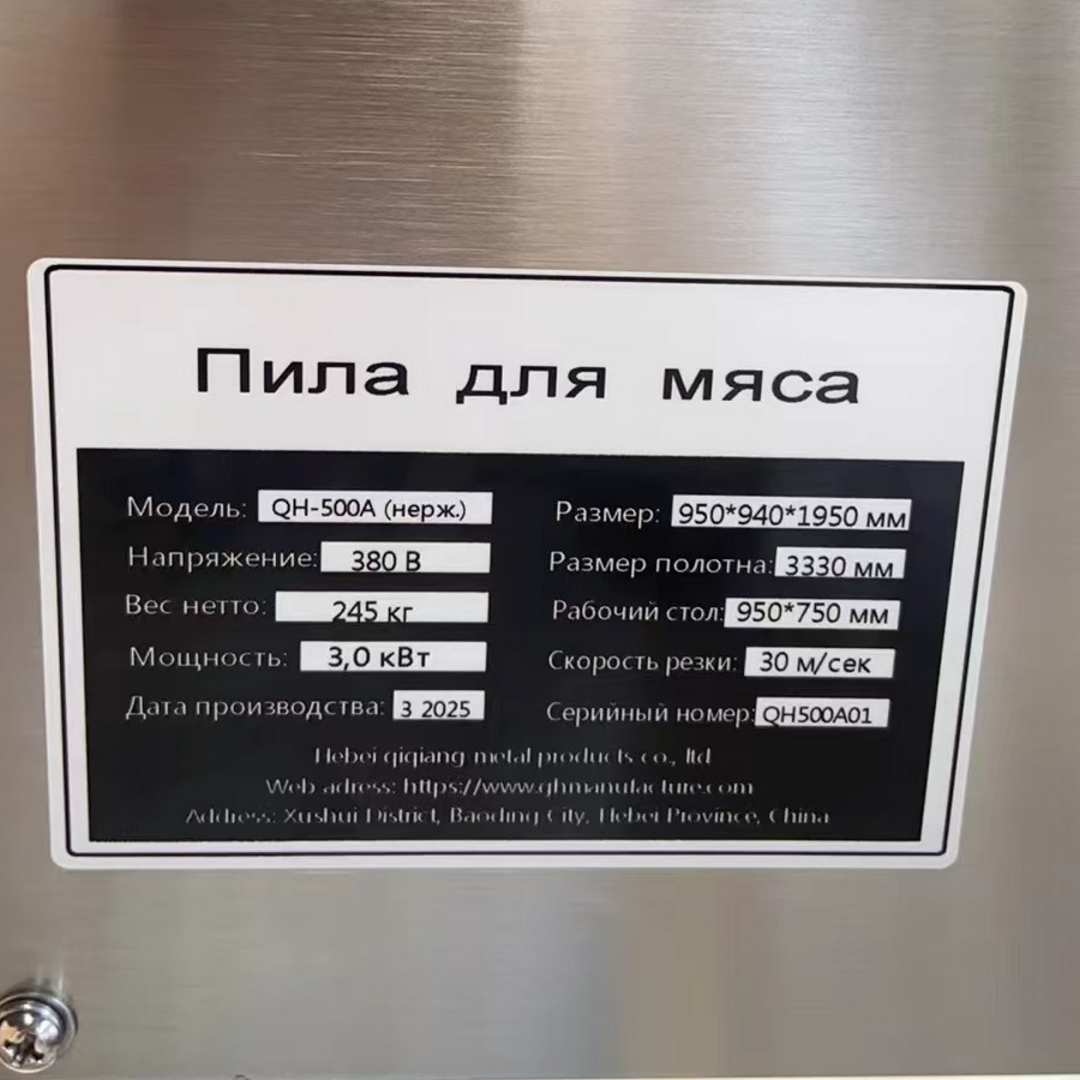 Пила для мяса
Модель: QH-500A (нерж.)
Напряжение: 380 В
Вес нетто: 245 кг
Мощность: 3,0 кВт
Дата производства: 3 2025
Размер: 950*940*1950 мм
Размер полотна: 3330 мм
Рабочий стол: 950*750 мм
Скорость резки: 30 м/сек
Серийный номер: QH500A01
Hebei qiqiang metal products co., ltd
Web adress: https://www.qhmanufacture.com
Address: Xushui District, Baoding City, Hebei Province, China